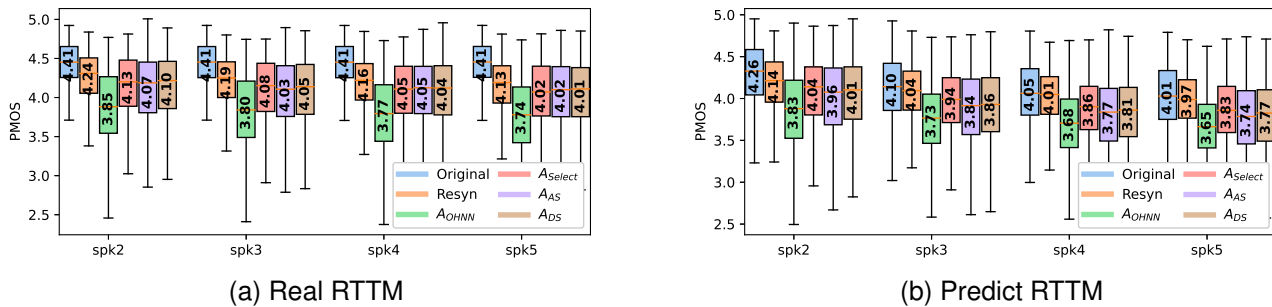 5.0
4.5
4.0
3.5
3.0
2.5
PMOS
4.41 4.24 3.85 4.13 4.07 4.10
4.41 4.19 3.80 4.08 4.03 4.05
4.41 4.16 3.77 4.05 4.05 4.04
4.41 4.13 3.74 4.02 4.02 4.01
Original A_Select
Resyn A_AS
A_OHNN A_DS
spk2 spk3 spk4 spk5
(a) Real RTTM
5.0
4.5
4.0
3.5
3.0
2.5
PMOS
4.26 4.14 3.83 4.04 3.96 4.01
4.10 4.04 3.73 3.94 3.84 3.86
4.05 4.01 3.68 3.86 3.77 3.81
4.01 3.97 3.65 3.83 3.74 3.77
Original A_Select
Resyn A_AS
A_OHNN A_DS
spk2 spk3 spk4 spk5
(b) Predict RTTM